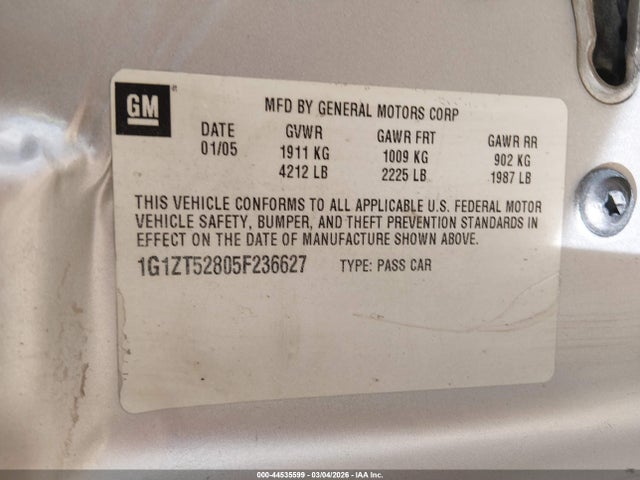 GM
MFD BY GENERAL MOTORS CORP
DATE GVWR GAWR FRT GAWR RR
01/05 1911 KG 1009 KG 902 KG
4212 LB 2225 LB 1987 LB
THIS VEHICLE CONFORMS TO ALL APPLICABLE U.S. FEDERAL MOTOR
VEHICLE SAFETY, BUMPER, AND THEFT PREVENTION STANDARDS IN
EFFECT ON THE DATE OF MANUFACTURE SHOWN ABOVE.
1G1ZT52805F236627 TYPE: PASS CAR
000-44535599 - 03/04/2026 - IAA Inc.